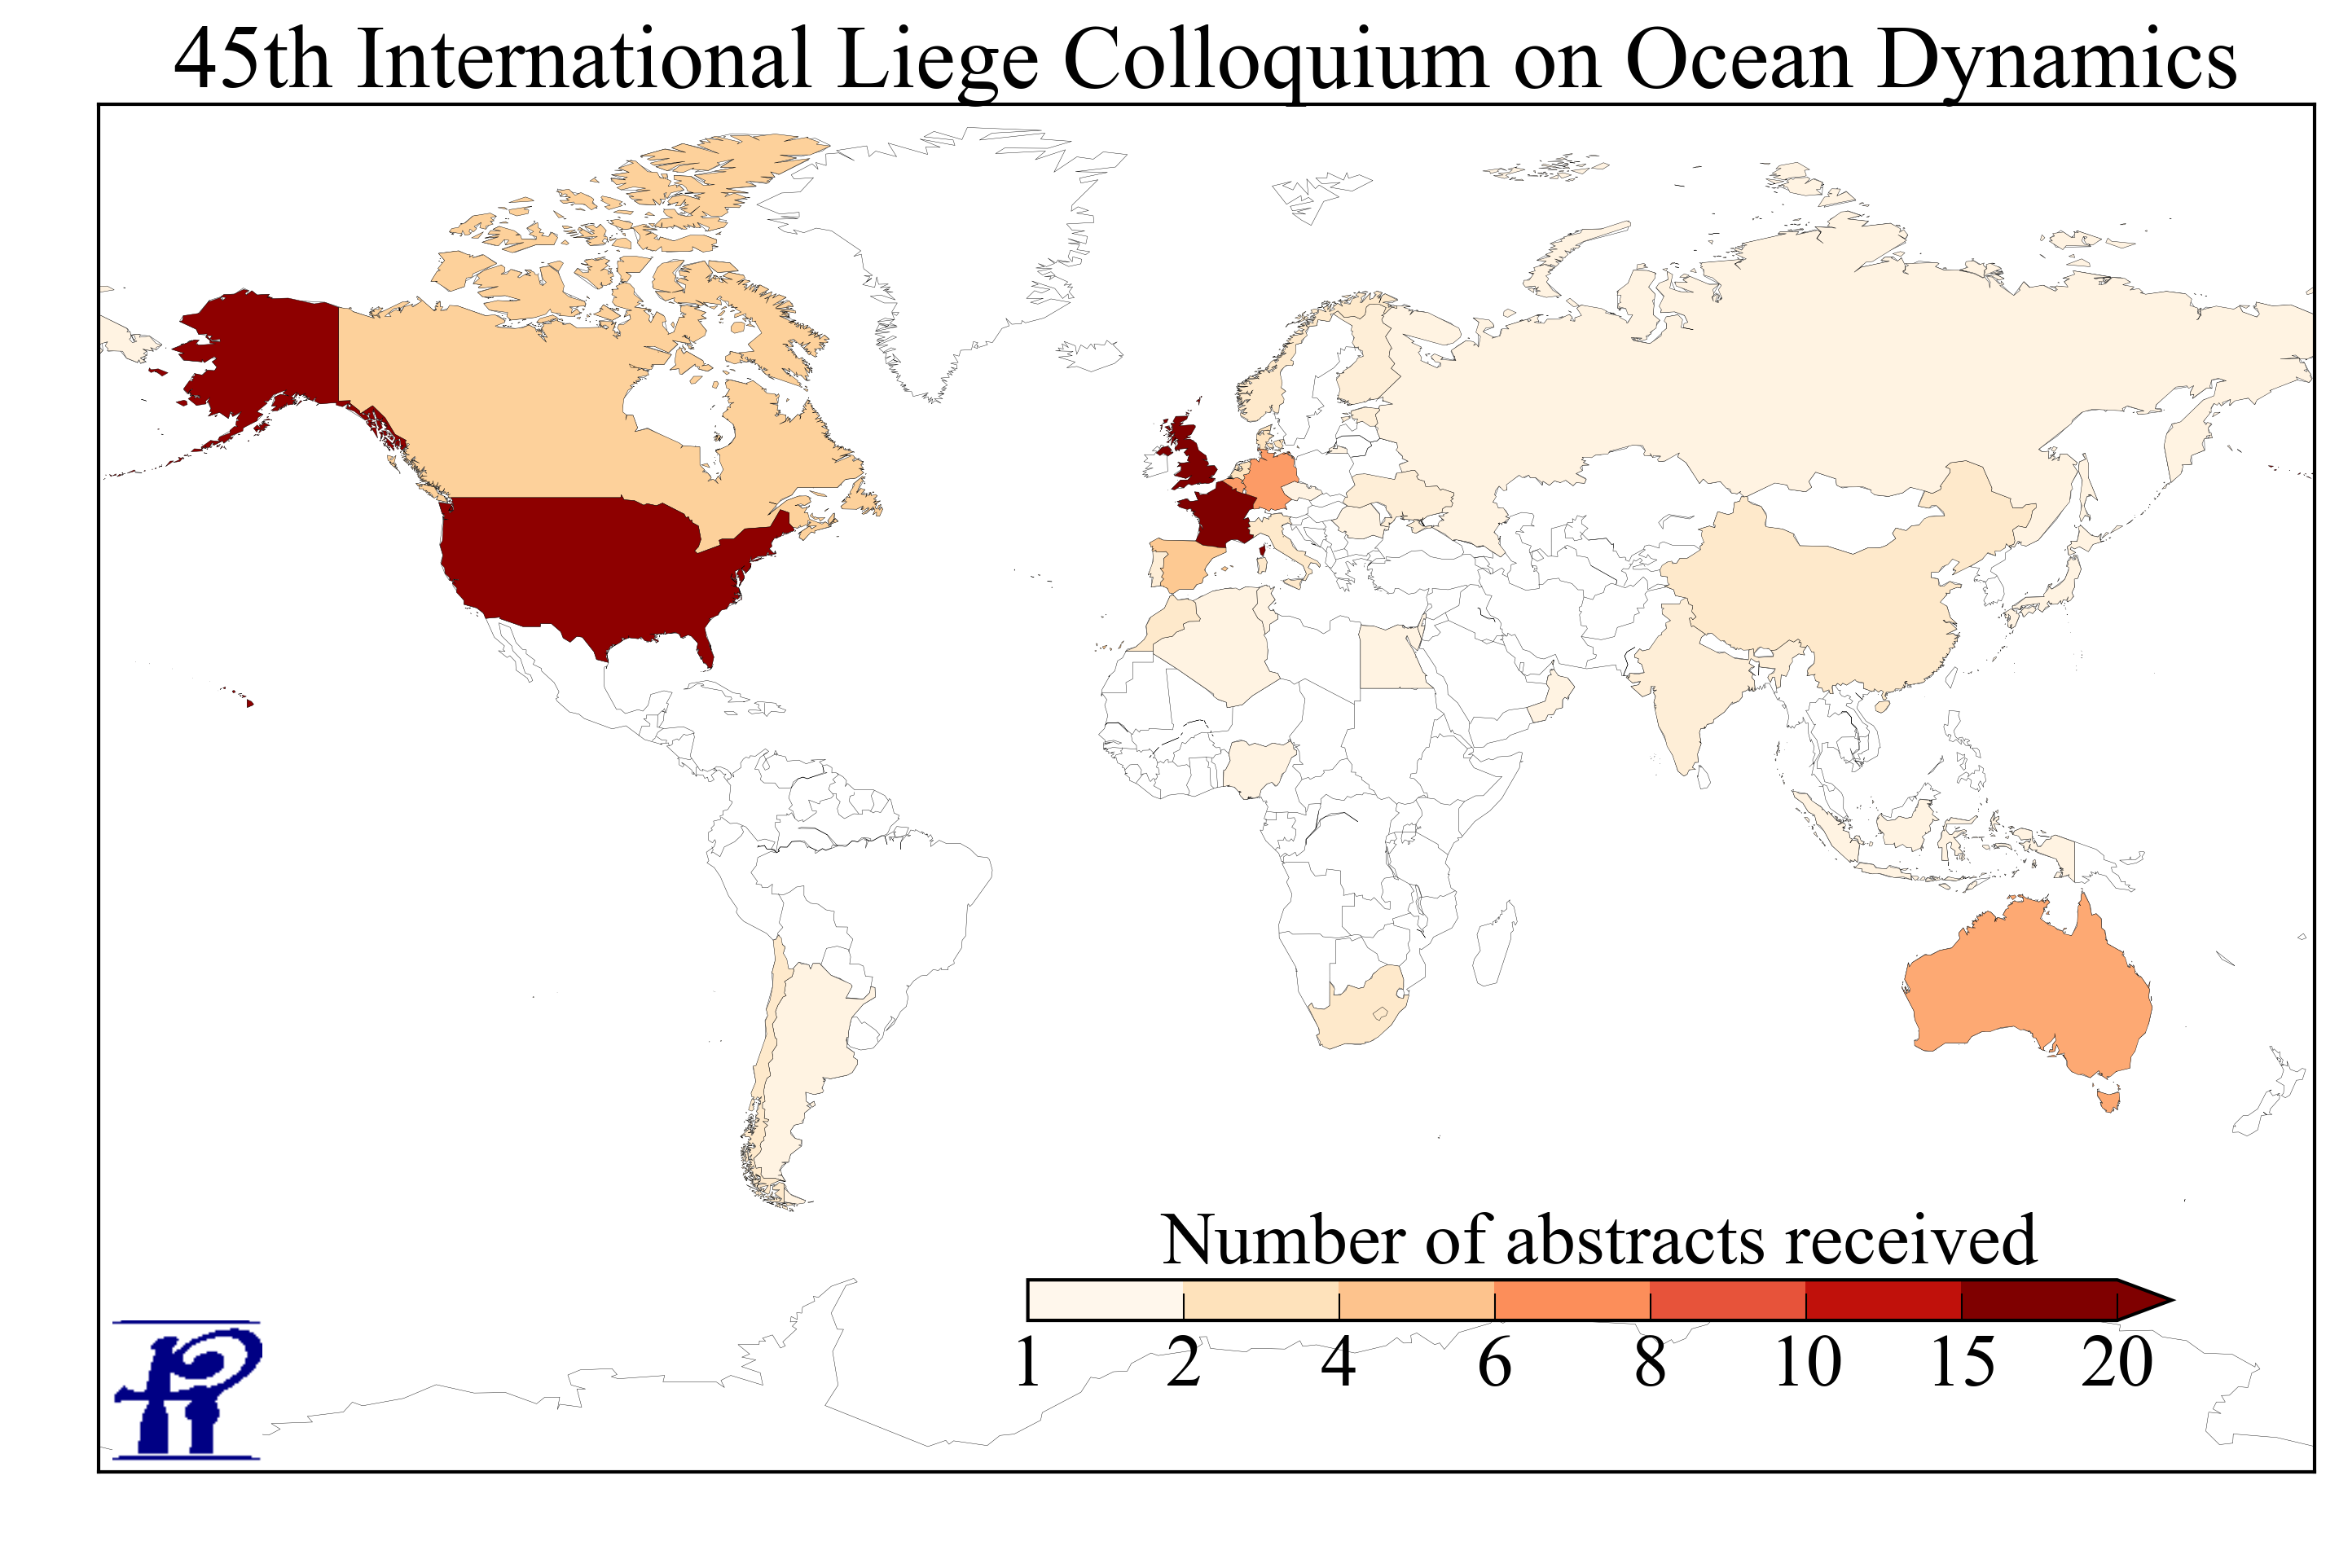 45th International Liege Colloquium on Ocean Dynamics
Number of abstracts received
1 2 4 6 8 10 15 20